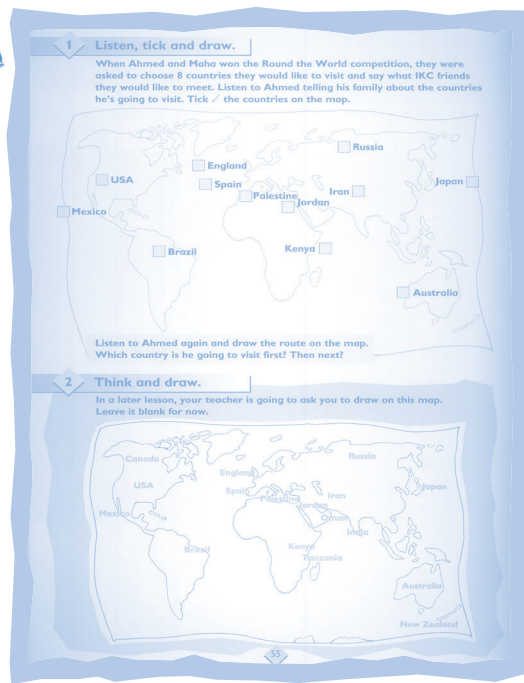 1 Listen, tick and draw.
When Ahmed and Maha won the Round the World competition, they were
asked to choose 8 countries they would like to visit and say what IKC friends
they would like to meet. Listen to Ahmed telling his family about the countries
he's going to visit. Tick ✓ the countries on the map.
Russia
England
USA
Spain
Japan
Iran
Palestine
Jordan
Mexico
Kenya
Brazil
Australia
Listen to Ahmed again and draw the route on the map.
Which country is he going to visit first? Then next?
2 Think and draw.
In a later lesson, your teacher is going to ask you to draw on this map.
Leave it blank for now.
Canada
Russia
England
USA
Spain
Japan
Iran
Palestine
Jordan
Mexico
Oman
India
Brazil
Kenya
Tanzania
Australia
New Zealand
55